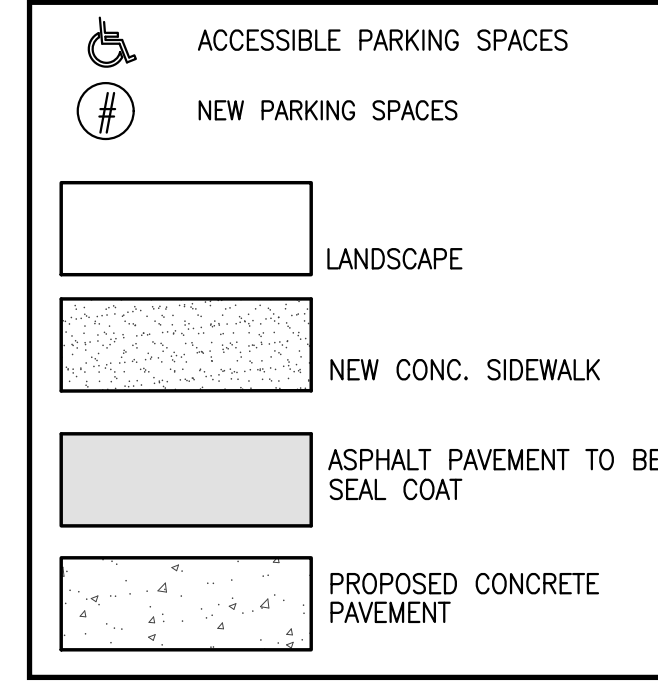 ACCESSIBLE PARKING SPACES
# NEW PARKING SPACES
LANDSCAPE
NEW CONC. SIDEWALK
ASPHALT PAVEMENT TO BE
SEAL COAT
PROPOSED CONCRETE
PAVEMENT